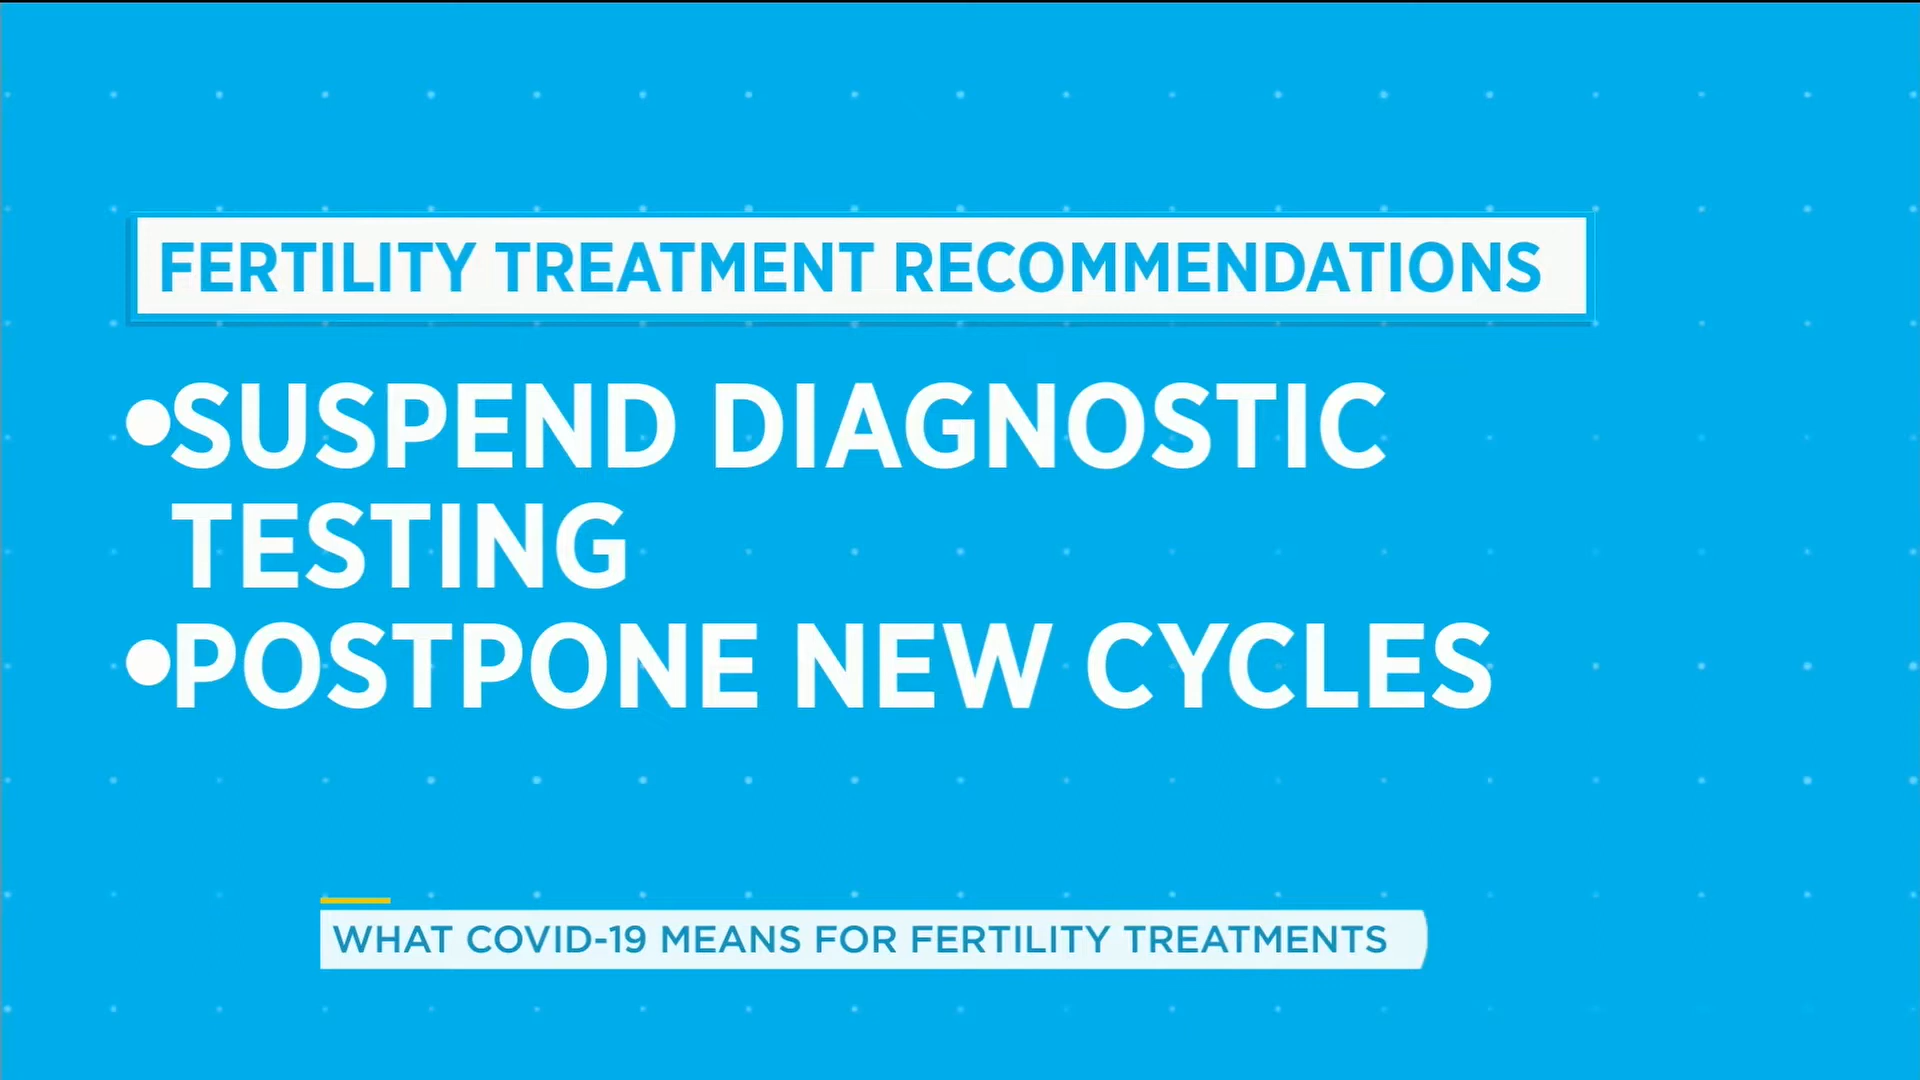 FERTILITY TREATMENT RECOMMENDATIONS
•SUSPEND DIAGNOSTIC
TESTING
•POSTPONE NEW CYCLES
WHAT COVID-19 MEANS FOR FERTILITY TREATMENTS